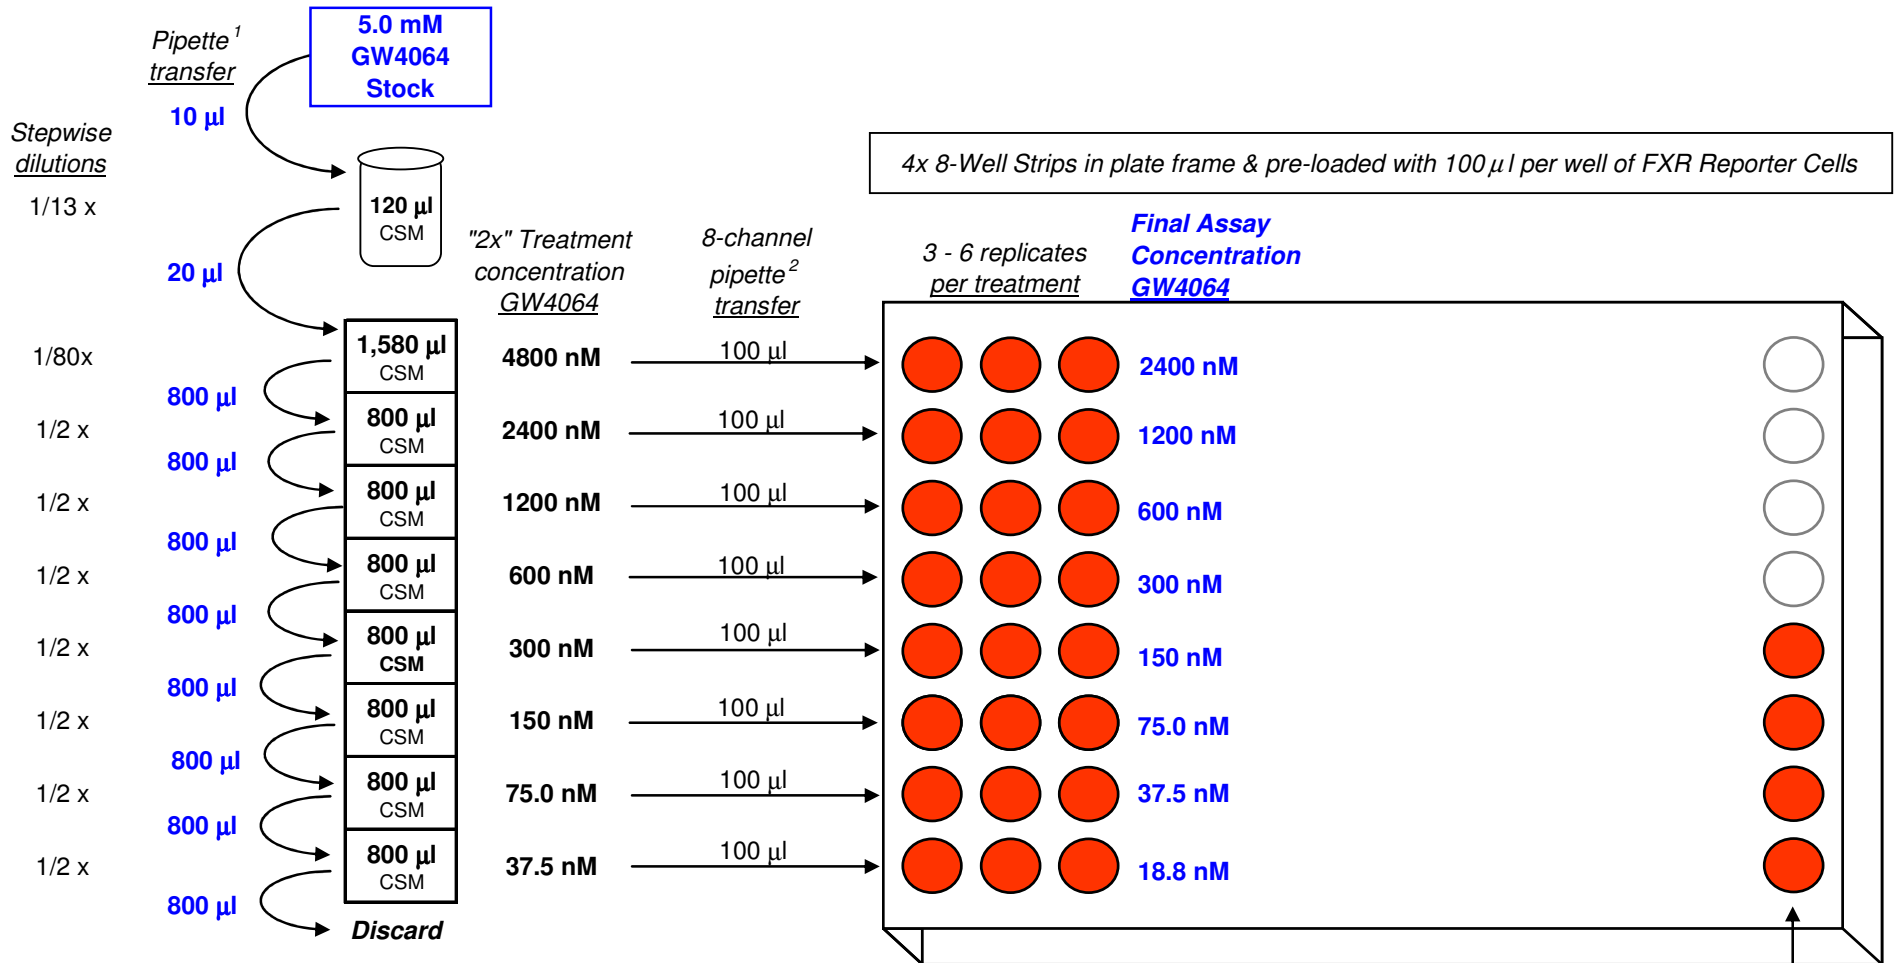 Pipette 1
transfer
10 µl
5.0 mM
GW4064
Stock
Stepwise
dilutions
1/13 x
120 µl
CSM
20 µl
4x 8-Well Strips in plate frame & pre-loaded with 100 µ l per well of FXR Reporter Cells
"2x" Treatment
concentration
GW4064
8-channel
pipette 2
transfer
3 - 6 replicates
per treatment
Final Assay
Concentration
GW4064
1/80x
1,580 µl
CSM
4800 nM
100 µl
2400 nM
800 µl
1/2 x
800 µl
CSM
2400 nM
100 µl
1200 nM
800 µl
1/2 x
800 µl
CSM
1200 nM
100 µl
600 nM
800 µl
1/2 x
800 µl
CSM
600 nM
100 µl
300 nM
800 µl
1/2 x
800 µl
CSM
300 nM
100 µl
150 nM
800 µl
1/2 x
800 µl
CSM
150 nM
100 µl
75.0 nM
800 µl
1/2 x
800 µl
CSM
75.0 nM
100 µl
37.5 nM
800 µl
1/2 x
800 µl
CSM
37.5 nM
100 µl
18.8 nM
800 µl
Discard